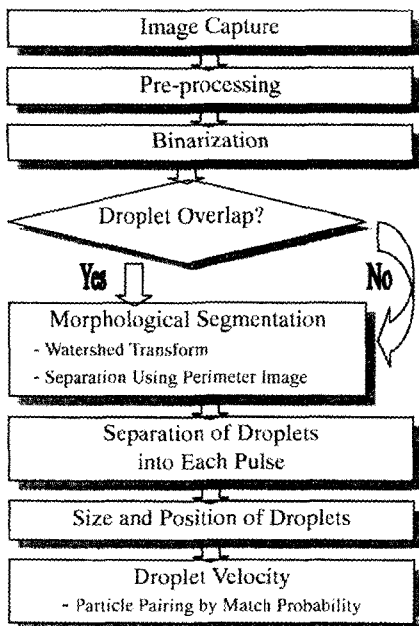 Image Capture
Pre-processing
Binarization
Droplet Overlap?
Yes
No
Morphological Segmentation
- Watershed Transform
- Separation Using Perimeter Image
Separation of Droplets
into Each Pulse
Size and Position of Droplets
Droplet Velocity
- Particle Pairing by Match Probability